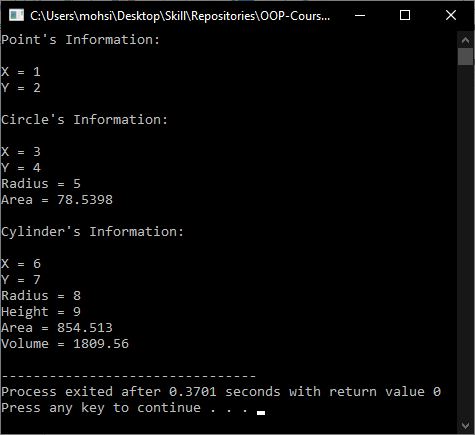 C:\Users\mohsi\Desktop\Skill\Repositories\OOP-Cours...
Point's Information:
X = 1
Y = 2
Circle's Information:
X = 3
Y = 4
Radius = 5
Area = 78.5398
Cylinder's Information:
X = 6
Y = 7
Radius = 8
Height = 9
Area = 854.513
Volume = 1809.56
--------------------------------
Process exited after 0.3701 seconds with return value 0
Press any key to continue . . .